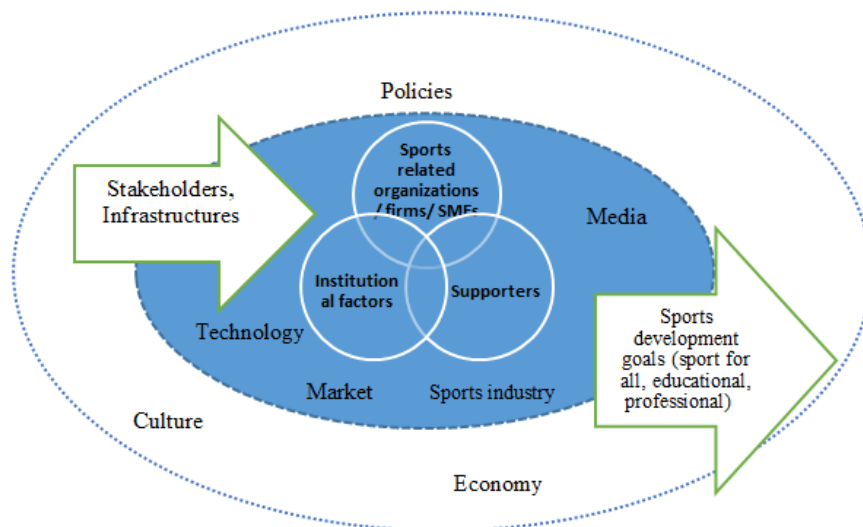 Policies
Sports
related
organizations
/ firms/ SMEs
Stakeholders,
Infrastructures
Media
Institution
al factors
Supporters
Technology
Market
Sports industry
Sports
development
goals (sport for
all, educational,
professional)
Culture
Economy